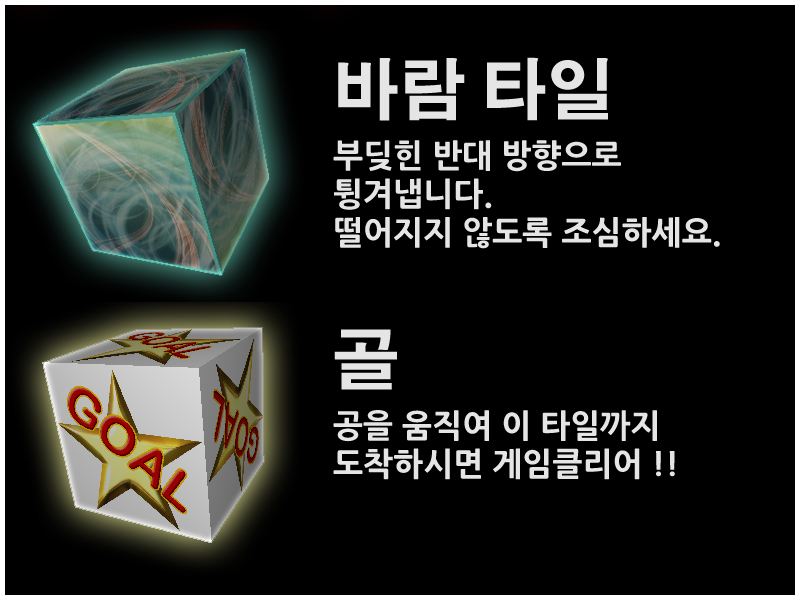 바람 타일
부딪힌 반대 방향으로
튕겨냅니다.
떨어지지 않도록 조심하세요.
GOAL
GOAL
GOAL
골
공을 움직여 이 타일까지
도착하시면 게임클리어 !!